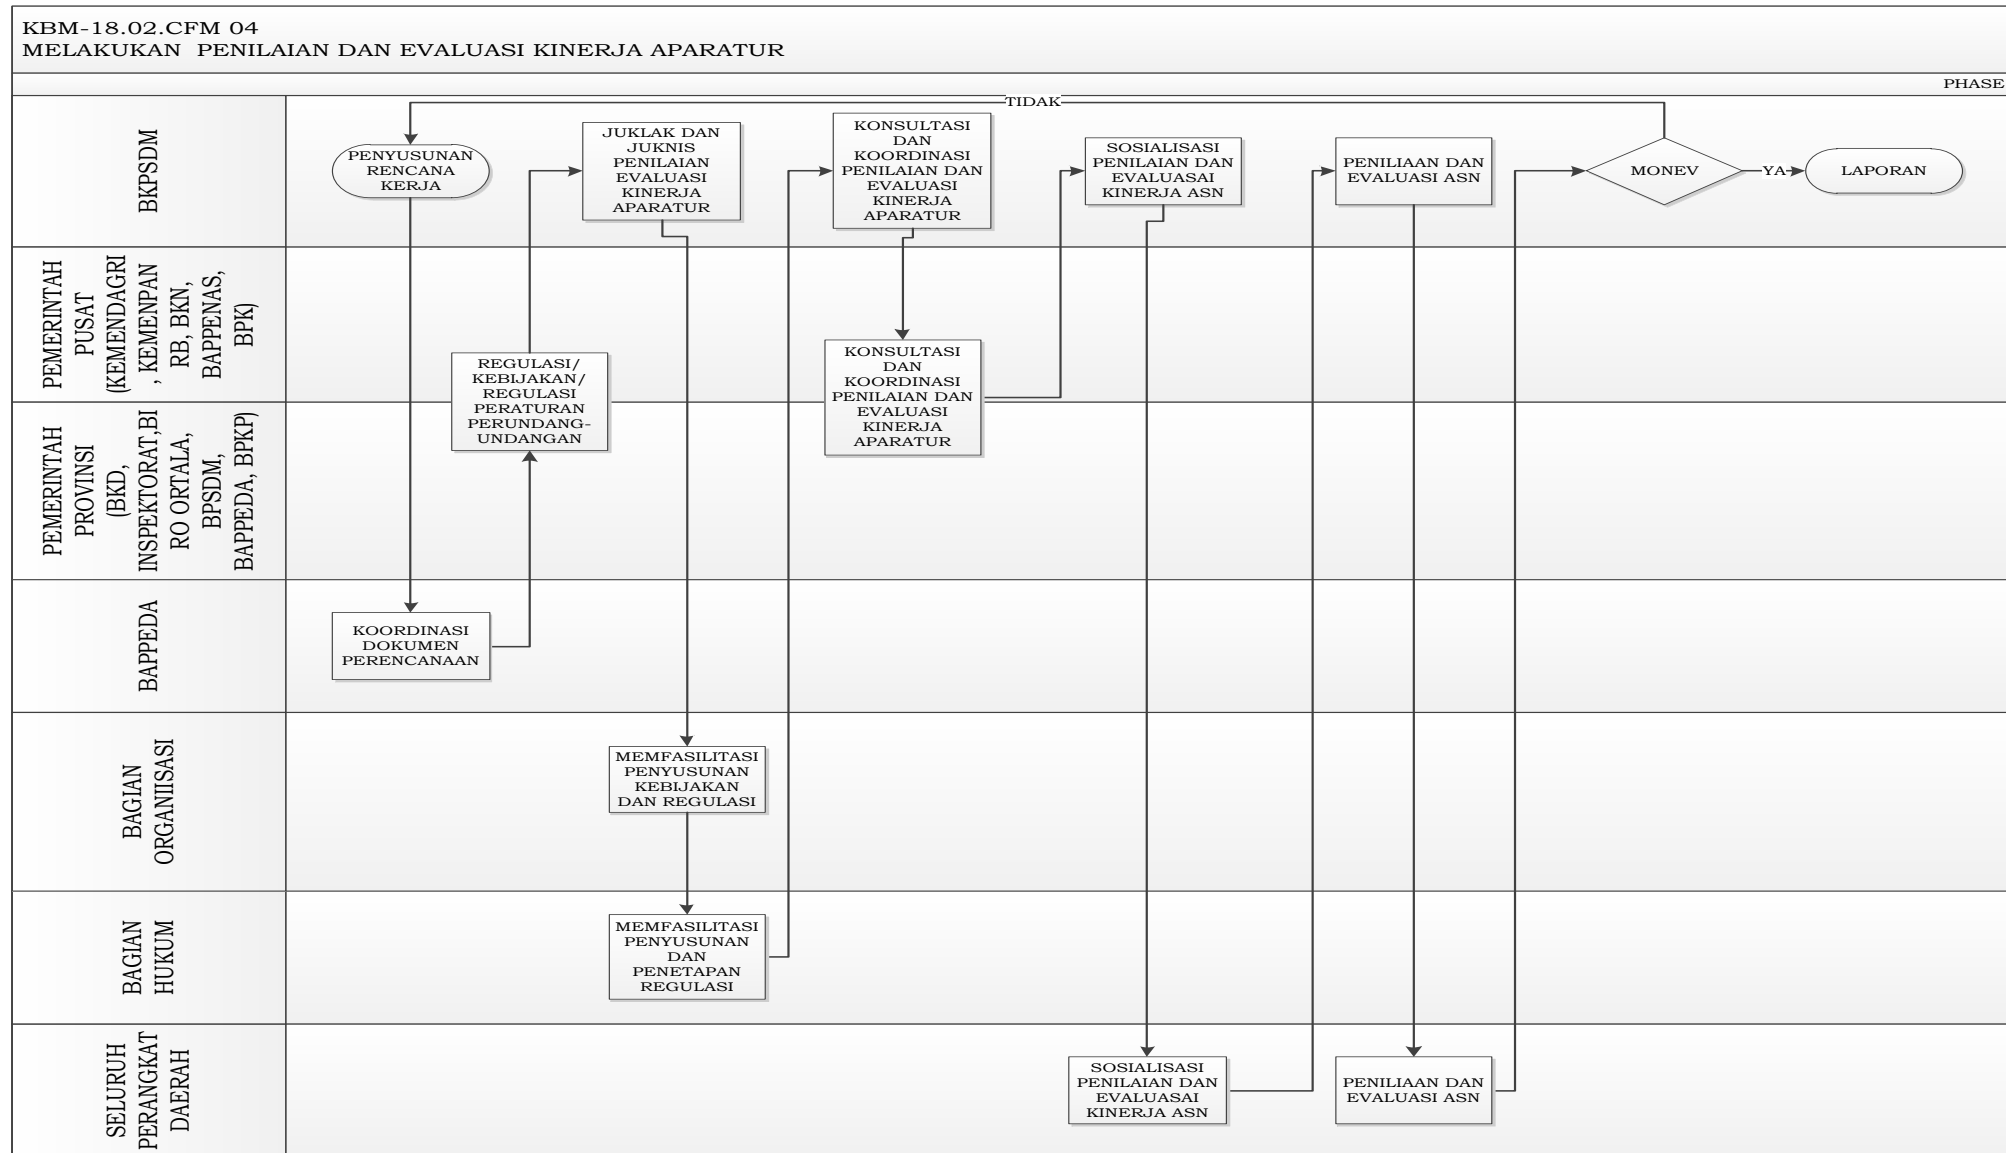 KBM-18.02.CFM 04
MELAKUKAN  PENILAIAN DAN EVALUASI KINERJA APARATUR
PHASE
BKPSDM
TIDAK
PENYUSUNAN
RENCANA
KERJA
JUKLAK DAN
JUKNIS
PENILAIAN
EVALUASI
KINERJA
APARATUR
KONSULTASI
DAN
KOORDINASI
PENILAIAN DAN
EVALUASI
KINERJA
APARATUR
SOSIALISASI
PENILAIAN DAN
EVALUASAI
KINERJA ASN
PENILIAAN DAN
EVALUASI ASN
MONEV
YA
LAPORAN
PEMERINTAH
PUSAT
(KEMENDAGRI
, KEMENPAN
RB, BKN,
BAPPENAS,
BPK)
REGULASI/
KEBIJAKAN/
REGULASI
PERATURAN
PERUNDANG-
UNDANGAN
KONSULTASI
DAN
KOORDINASI
PENILAIAN DAN
EVALUASI
KINERJA
APARATUR
PEMERINTAH
PROVINSI
(BKD,
INSPEKTORAT,BI
RO ORTALA,
BPSDM,
BAPPEDA, BPKP)
BAPPEDA
KOORDINASI
DOKUMEN
PERENCANAAN
BAGIAN
ORGANIISASI
MEMFASILITASI
PENYUSUNAN
KEBIJAKAN
DAN REGULASI
BAGIAN
HUKUM
MEMFASILITASI
PENYUSUNAN
DAN
PENETAPAN
REGULASI
SELURUH
PERANGKAT
DAERAH
SOSIALISASI
PENILAIAN DAN
EVALUASAI
KINERJA ASN
PENILIAAN DAN
EVALUASI ASN